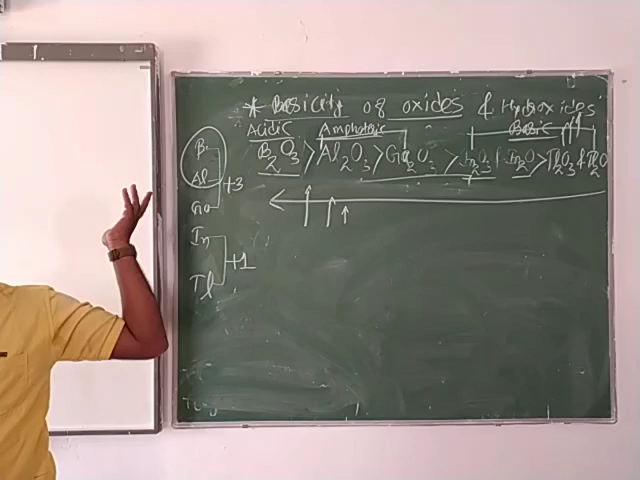 * Basicity of oxides & Hydroxides
Acidic Amphoteric Basic
B2O3 > Al2O3 > Ga2O3 > In2O3 / In2O > Tl2O3 & Tl2O
B
Al
Ga
+3
In
Tl
+1